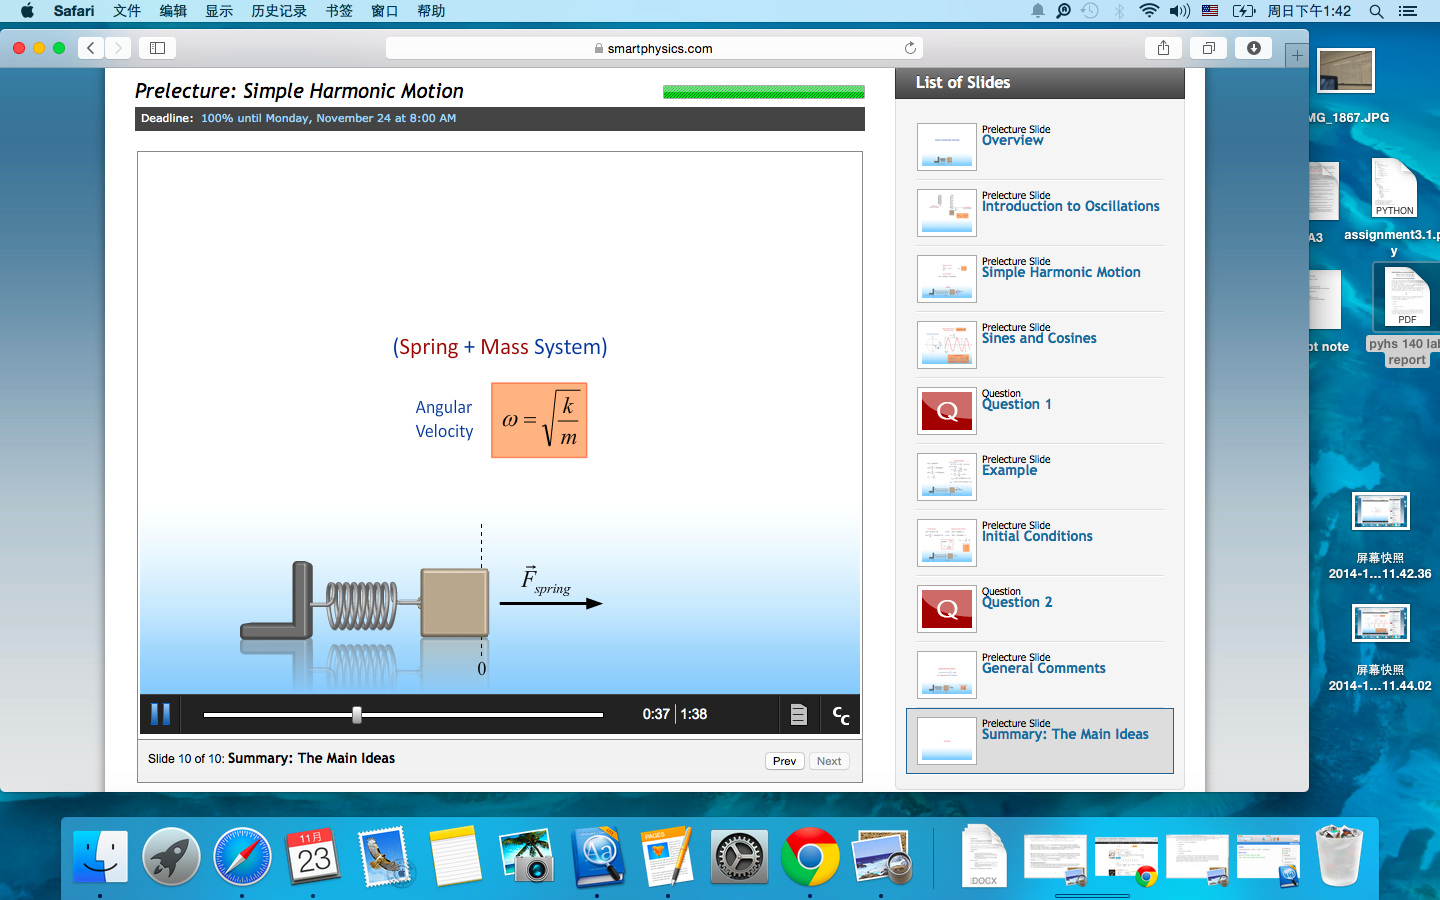 Safari 文件 编辑 显示 历史记录 书签 窗口 帮助 周日下午1:42
smartphysics.com
Prelecture: Simple Harmonic Motion
Deadline: 100% until Monday, November 24 at 8:00 AM
(Spring + Mass System)
Angular
Velocity
ω = √(k/m)
F⃗spring
0
0:37 | 1:38
CC
Slide 10 of 10: Summary: The Main Ideas
Prev Next
List of Slides
Prelecture Slide
Overview
Prelecture Slide
Introduction to Oscillations
Prelecture Slide
Simple Harmonic Motion
Prelecture Slide
Sines and Cosines
Q
Question
Question 1
Prelecture Slide
Example
Prelecture Slide
Initial Conditions
Q
Question
Question 2
Prelecture Slide
General Comments
Prelecture Slide
Summary: The Main Ideas
MG_1867.JPG
PYTHON
A3
assignment3.1.p
y
PDF
ot note
pyhs 140 lal
report
屏幕快照
2014-1...11.42.36
屏幕快照
2014-1...11.44.02
11月
23
Aa
PAGES
DOCX